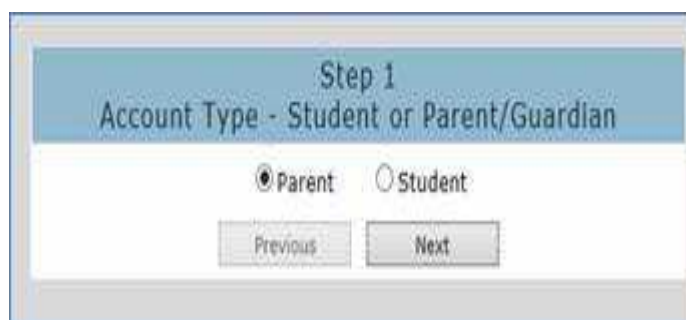 Step 1
Account Type - Student or Parent/Guardian
Parent Student
Previous Next